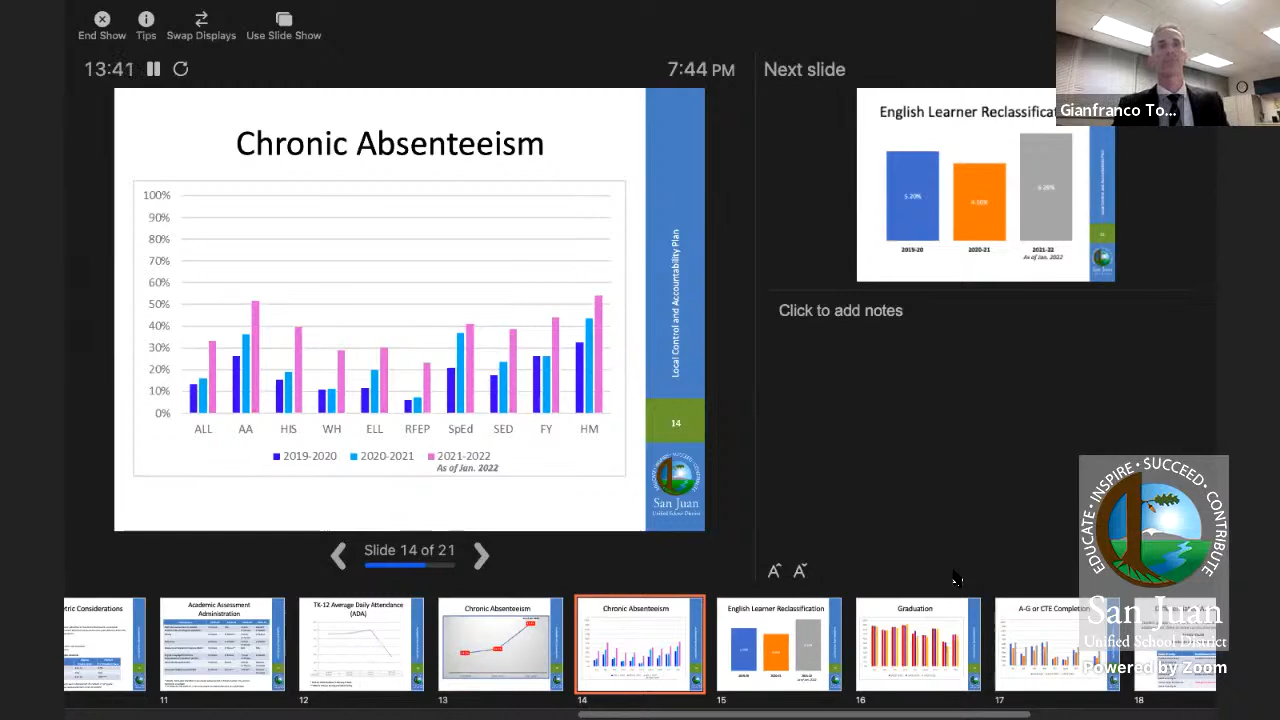 End Show
Tips
Swap Displays
Use Slide Show
13:41
7:44 PM
Next slide
Chronic Absenteeism
100%
90%
80%
70%
60%
50%
40%
30%
20%
10%
0%
ALL
AA
HIS
WH
ELL
RFEP
SpEd
SED
FY
HM
2019-2020
2020-2021
2021-2022
As of Jan. 2022
Local Control and Accountability Plan
14
San Juan
Unified School District
English Learner Reclassificat
5.20%
2019-20
2020-21
2021-22
As of Jan. 2022
Gianfranco To...
Click to add notes
Slide 14 of 21
EDUCATE • INSPIRE • SUCCEED • CONTRIBUTE
San Juan
Unified School District
Powered by Zoom
etric Considerations
Academic Assessment
Administration
11
TK-12 Average Daily Attendance
(ADA)
12
Chronic Absenteeism
13
Chronic Absenteeism
14
English Learner Reclassification
15
Graduation
16
A-G or CTE Completion
17
18